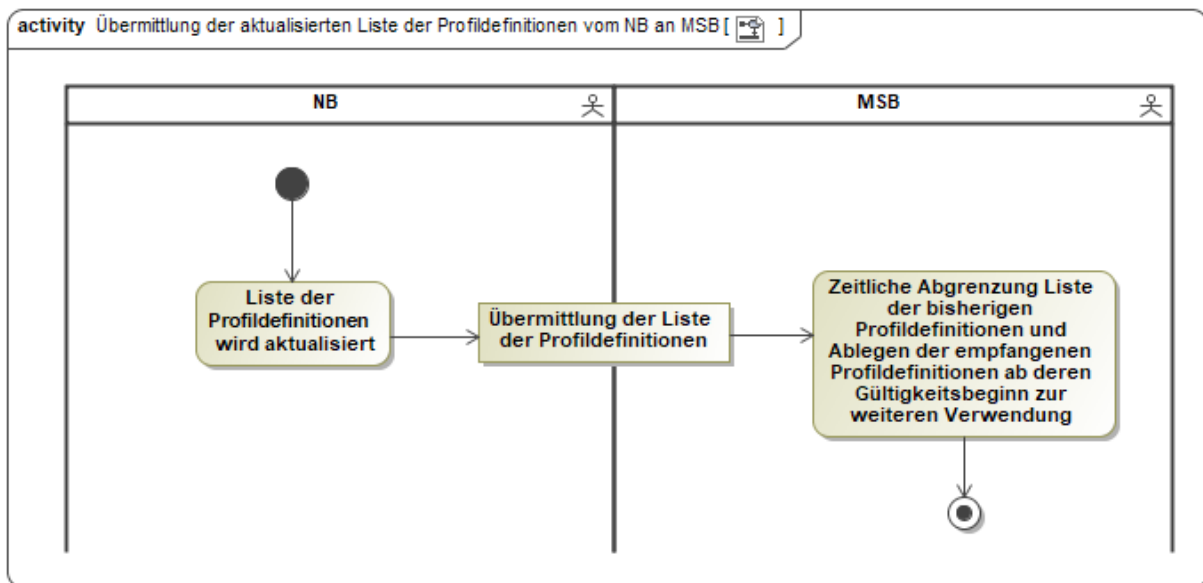 activity Übermittlung der aktualisierten Liste der Profildefinitionen vom NB an MSB [ ]
NB
MSB
Liste der
Profildefinitionen
wird aktualisiert
Übermittlung der Liste
der Profildefinitionen
Zeitliche Abgrenzung Liste
der bisherigen
Profildefinitionen und
Ablegen der empfangenen
Profildefinitionen ab deren
Gültigkeitsbeginn zur
weiteren Verwendung